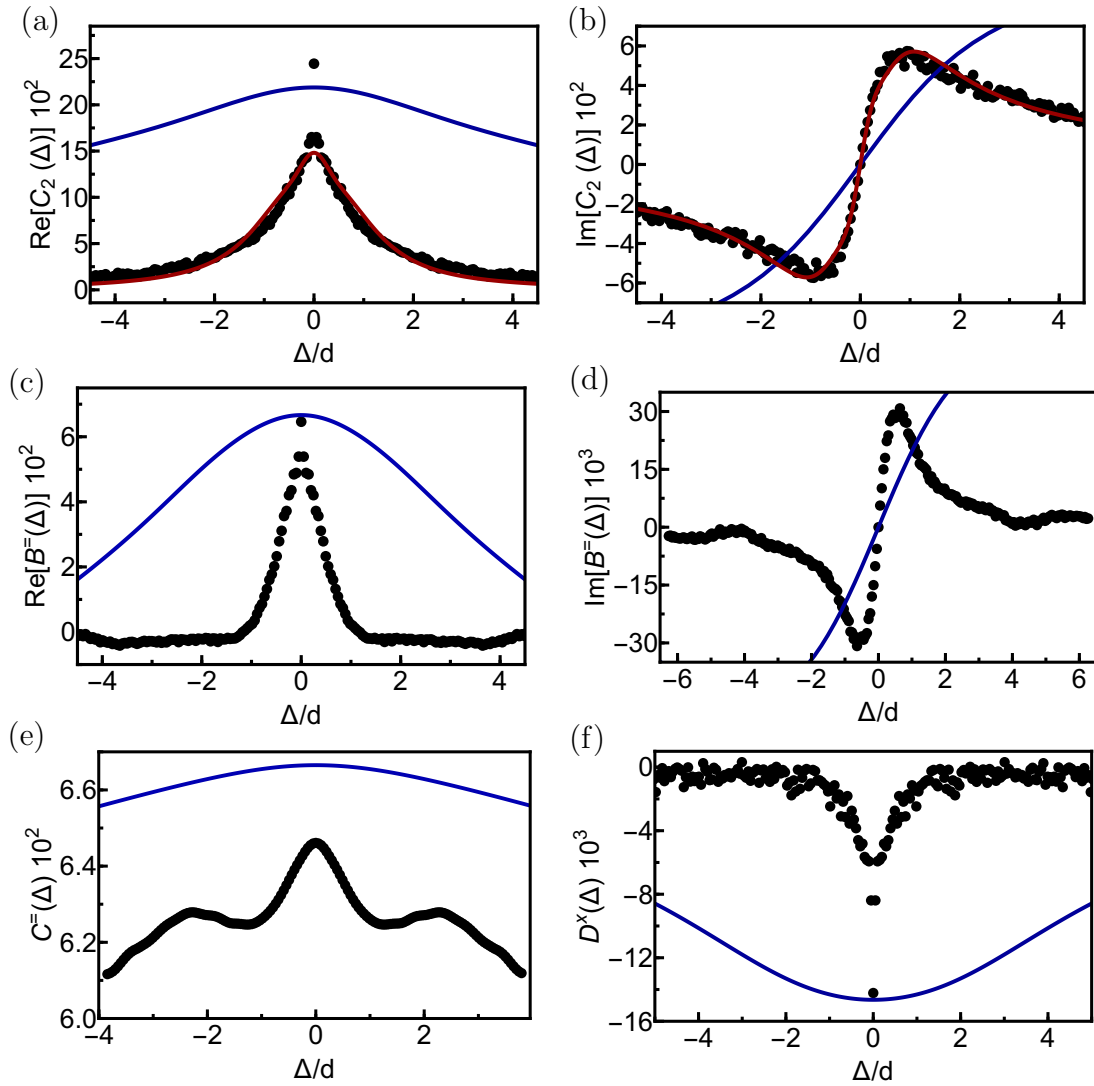 (a)
Re[C₂ (Δ)] 10²
25
20
15
10
5
0
−4 −2 0 2 4
Δ/d
(b)
Im[C₂ (Δ)] 10²
6
4
2
0
−2
−4
−6
−4 −2 0 2 4
Δ/d
(c)
Re[B⁼(Δ)] 10²
6
4
2
0
−4 −2 0 2 4
Δ/d
(d)
Im[B⁼(Δ)] 10³
30
15
0
−15
−30
−6 −4 −2 0 2 4 6
Δ/d
(e)
C⁼(Δ) 10²
6.6
6.4
6.2
6.0
−4 −2 0 2
Δ/d
(f)
Dˣ(Δ) 10³
0
−4
−8
−12
−16
−4 −2 0 2 4
Δ/d